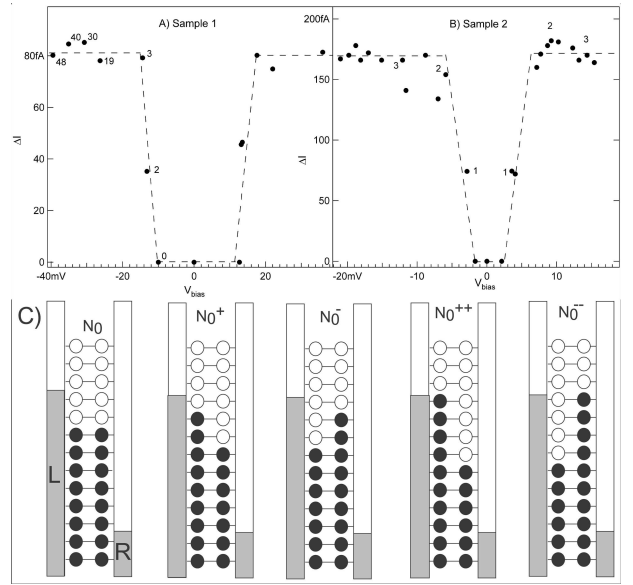 A) Sample 1
B) Sample 2
200fA
150
100
50
0
ΔI
80fA
60
40
20
0
ΔI
48
40
30
19
3
2
0
3
2
1
1
2
3
-40mV -20 0 20
V bias
-20mV -10 0 10
V bias
C)
N0
N0+
N0-
N0++
N0--
L
R